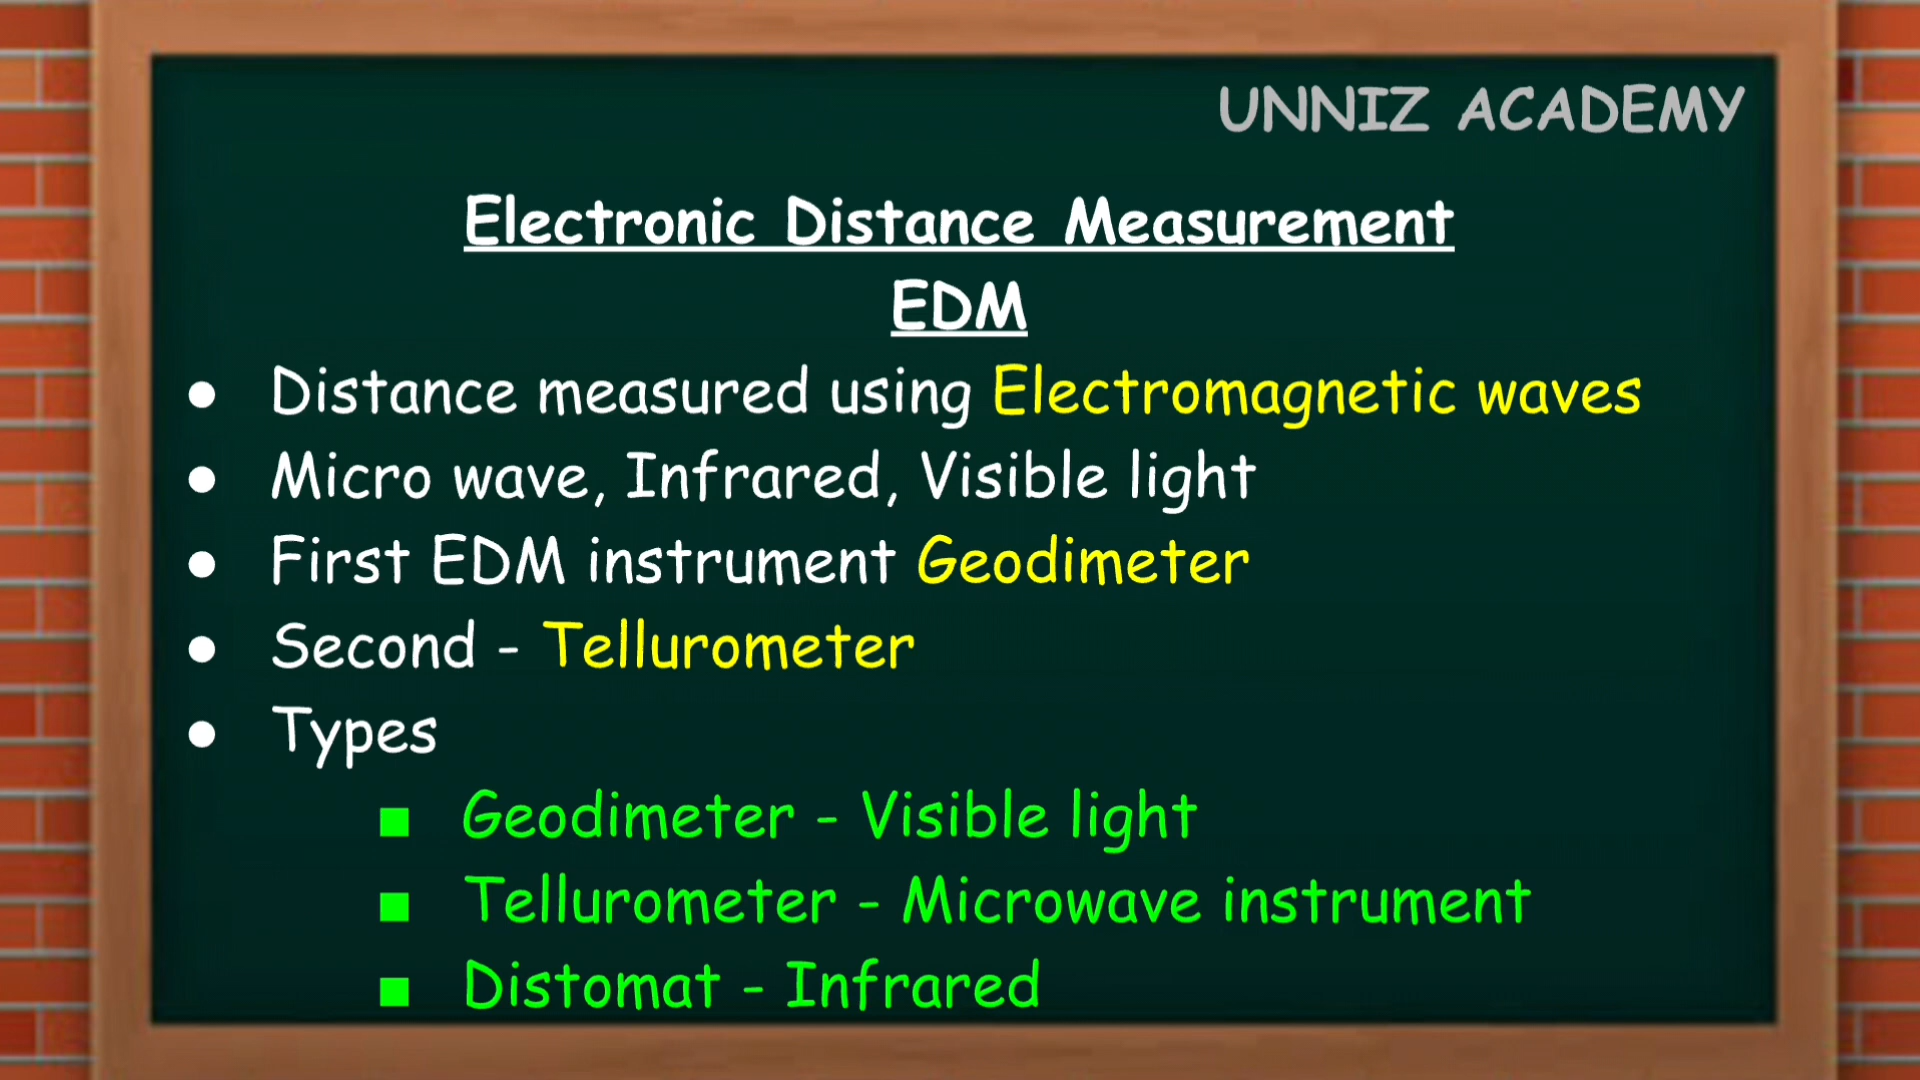 UNNIZ ACADEMY
Electronic Distance Measurement
EDM
● Distance measured using Electromagnetic waves
● Micro wave, Infrared, Visible light
● First EDM instrument Geodimeter
● Second - Tellurometer
● Types
■ Geodimeter - Visible light
■ Tellurometer - Microwave instrument
■ Distomat - Infrared